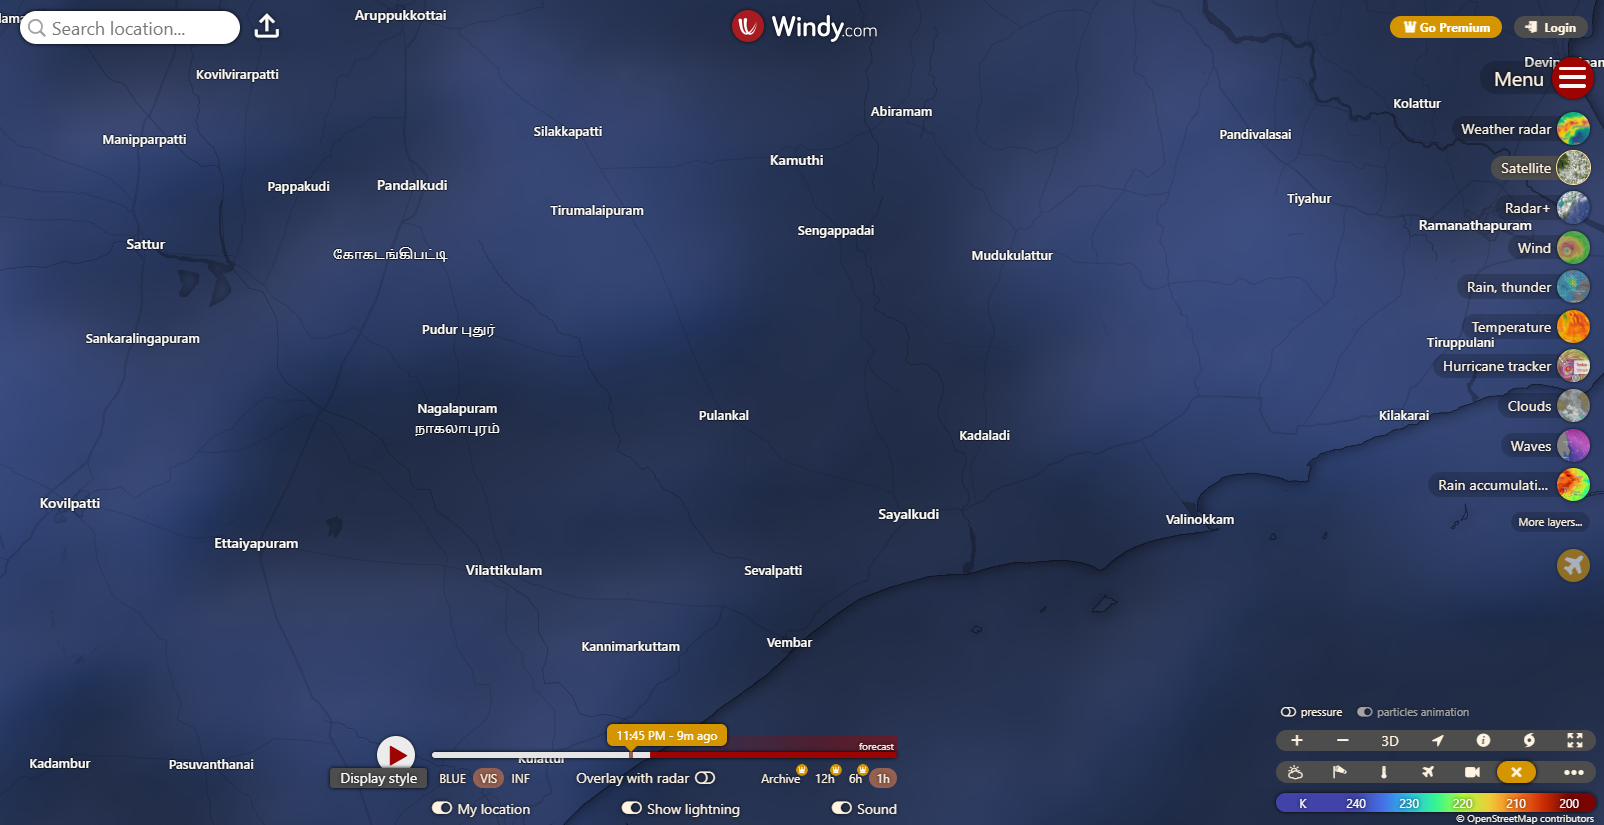 Aruppukkottai
Search location...
Windy.com
Go Premium
Login
Kovilvirarpatti
Menu
Kolattur
Abiramam
Weather radar
Silakkapatti
Pandivalasai
Manipparpatti
Kamuthi
Satellite
Pappakudi
Pandalkudi
Tiyahur
Radar+
Tirumalaipuram
Ramanathapuram
Sengappadai
Sattur
Wind
கோகடங்கிபட்டி
Mudukulattur
Rain, thunder
Pudur புதுர்
Temperature
Sankaralingapuram
Tiruppulani
Hurricane tracker
Nagalapuram
நாகலாபுரம்
Clouds
Pulankal
Kilakarai
Kadaladi
Waves
Rain accumulati...
Kovilpatti
Sayalkudi
Valinokkam
More layers...
Ettaiyapuram
Vilattikulam
Sevalpatti
Kannimarkuttam
Vembar
pressure
particles animation
11:45 PM - 9m ago
forecast
3D
Kadambur
Pasuvanthanai
Kulattur
Display style
BLUE VIS INF
Overlay with radar
Archive 12h 6h 1h
My location
Show lightning
Sound
K 240 230 220 210 200
© OpenStreetMap contributors